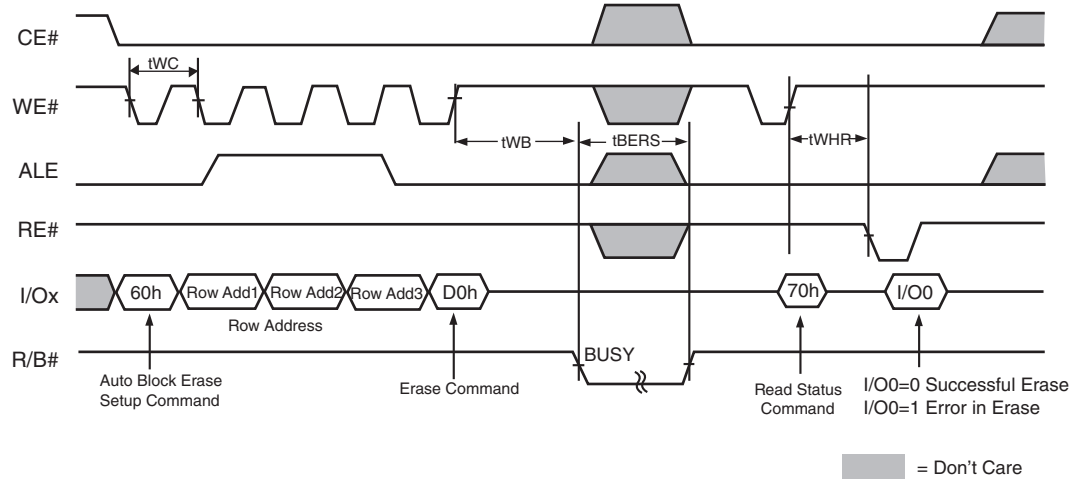 CE#
tWC
WE#
tWB
tBERS
tWHR
ALE
RE#
I/Ox
60h
Row Add1
Row Add2
Row Add3
D0h
70h
I/O0
Row Address
R/B#
BUSY
Auto Block Erase
Setup Command
Erase Command
Read Status
Command
I/O0=0 Successful Erase
I/O0=1 Error in Erase
= Don't Care